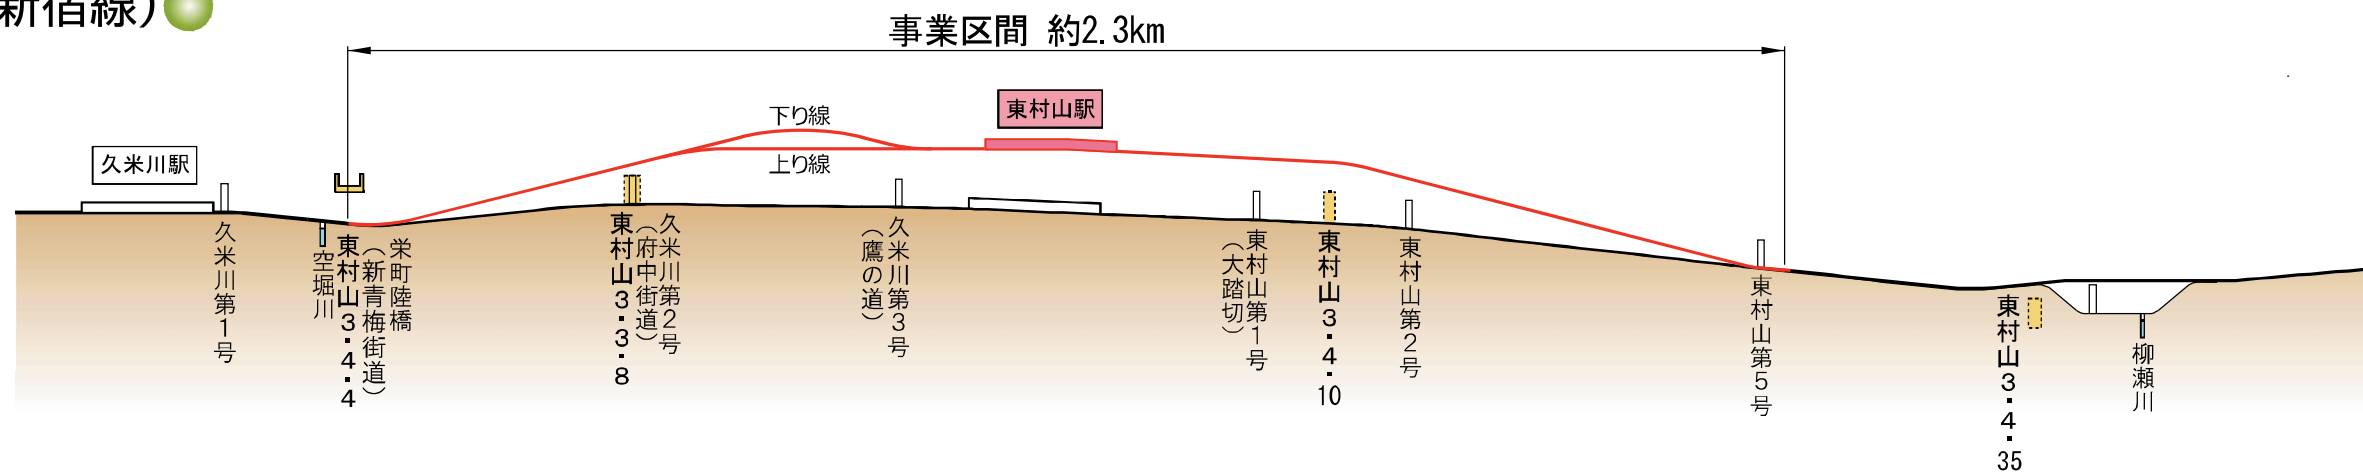 新宿線）
事業区間 約2.3km
下り線
上り線
東村山駅
久米川駅
久米川第1号
空堀川
東村山3・4・4
（新青梅街道）
栄町陸橋
東村山3・3・8
（府中街道）
久米川第2号
（鷹の道）
久米川第3号
（大踏切）
東村山第1号
東村山3・4・10
東村山第2号
東村山第5号
東村山3・4・35
柳瀬川